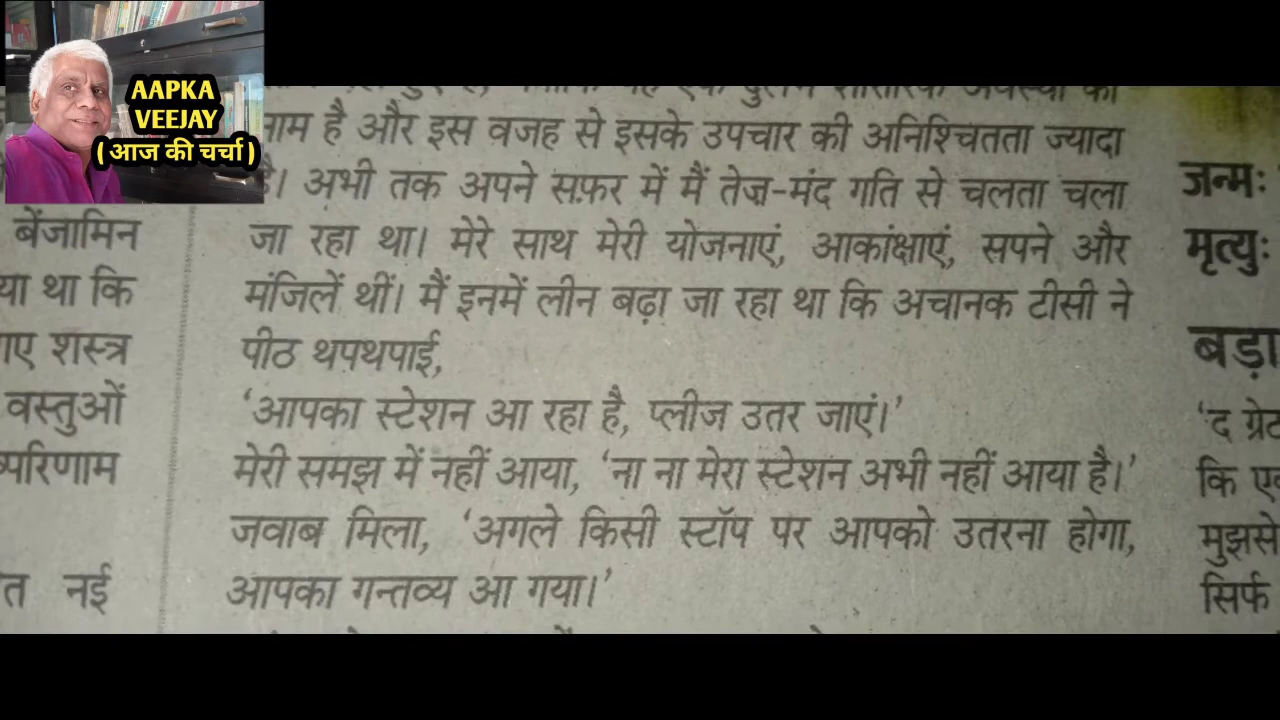 AAPKA
VEEJAY
( आज की चर्चा )
नाम है और इस वजह से इसके उपचार की अनिश्चितता ज्यादा
है। अभी तक अपने सफ़र में मैं तेज़-मंद गति से चलता चला
जा रहा था। मेरे साथ मेरी योजनाएं, आकांक्षाएं, सपने और
मंजिलें थीं। मैं इनमें लीन बढ़ा जा रहा था कि अचानक टीसी ने
पीठ थपथपाई,
‘आपका स्टेशन आ रहा है, प्लीज उतर जाएं।’
मेरी समझ में नहीं आया, ‘ना ना मेरा स्टेशन अभी नहीं आया है।’
जवाब मिला, ‘अगले किसी स्टॉप पर आपको उतरना होगा,
आपका गन्तव्य आ गया।’
बेंजामिन
या था कि
गए शस्त्र
वस्तुओं
परिणाम
त नई
जन्मः
मृत्युः
बड़ा
‘द ग्रेट
कि
मुझसे
सिर्फ